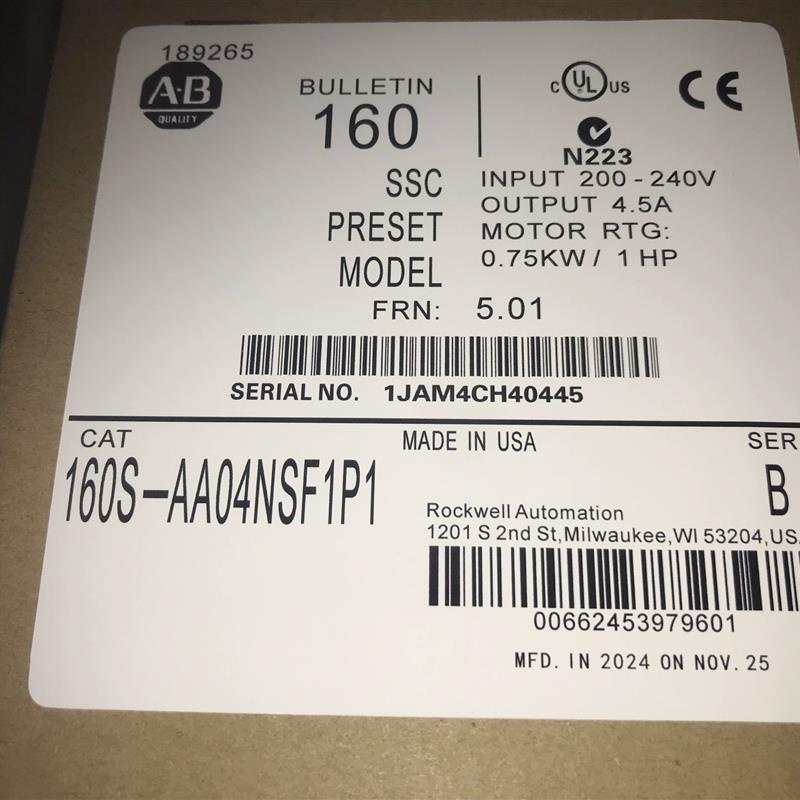 189265
A·B
QUALITY
BULLETIN
160
SSC
PRESET
MODEL
FRN: 5.01
C UL US
CE
N223
INPUT 200-240V
OUTPUT 4.5A
MOTOR RTG:
0.75KW / 1 HP
SERIAL NO. 1JAM4CH40445
CAT
160S-AA04NSF1P1
MADE IN USA
SER
B
Rockwell Automation
1201 S 2nd St,Milwaukee,WI 53204,US
00662453979601
MFD. IN 2024 ON NOV. 25